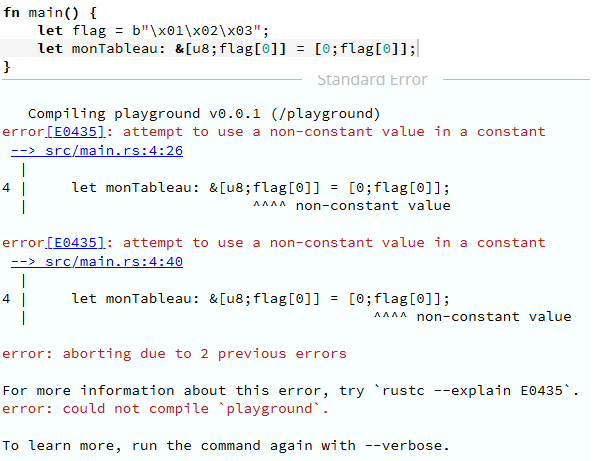 fn main() {
    let flag = b"\x01\x02\x03";
    let monTableau: &[u8;flag[0]] = [0;flag[0]];
}
Standard Error
   Compiling playground v0.0.1 (/playground)
error[E0435]: attempt to use a non-constant value in a constant
 --> src/main.rs:4:26
  |
4 |     let monTableau: &[u8;flag[0]] = [0;flag[0]];
  |                          ^^^^ non-constant value
error[E0435]: attempt to use a non-constant value in a constant
 --> src/main.rs:4:40
  |
4 |     let monTableau: &[u8;flag[0]] = [0;flag[0]];
  |                                        ^^^^ non-constant value
error: aborting due to 2 previous errors
For more information about this error, try `rustc --explain E0435`.
error: could not compile `playground`.
To learn more, run the command again with --verbose.